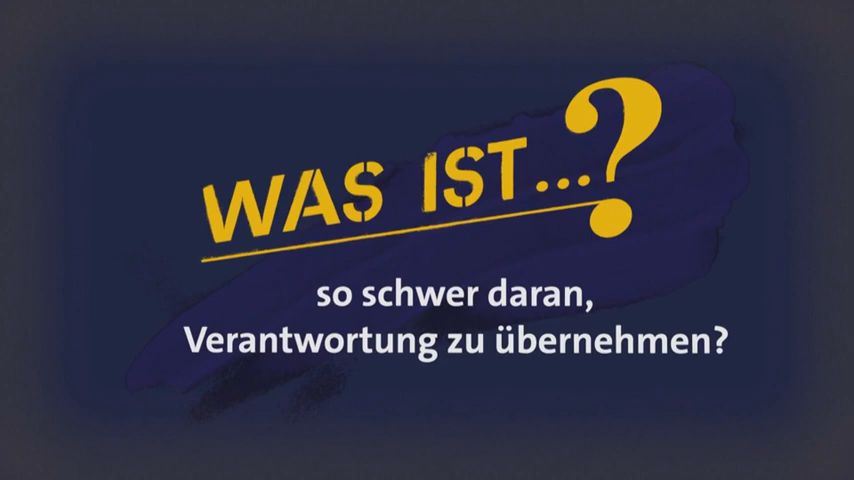 WAS IST...?
so schwer daran,
Verantwortung zu übernehmen?